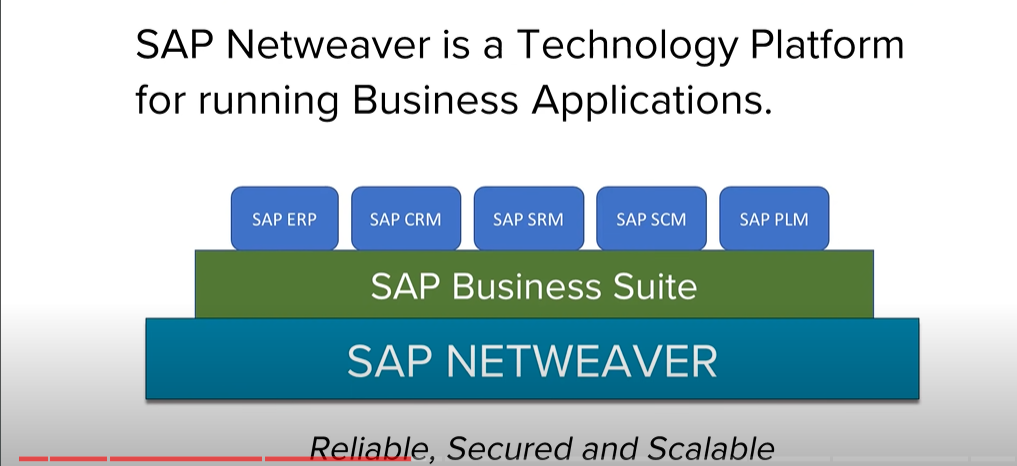 SAP Netweaver is a Technology Platform
for running Business Applications.
SAP ERP
SAP CRM
SAP SRM
SAP SCM
SAP PLM
SAP Business Suite
SAP NETWEAVER
Reliable, Secured and Scalable